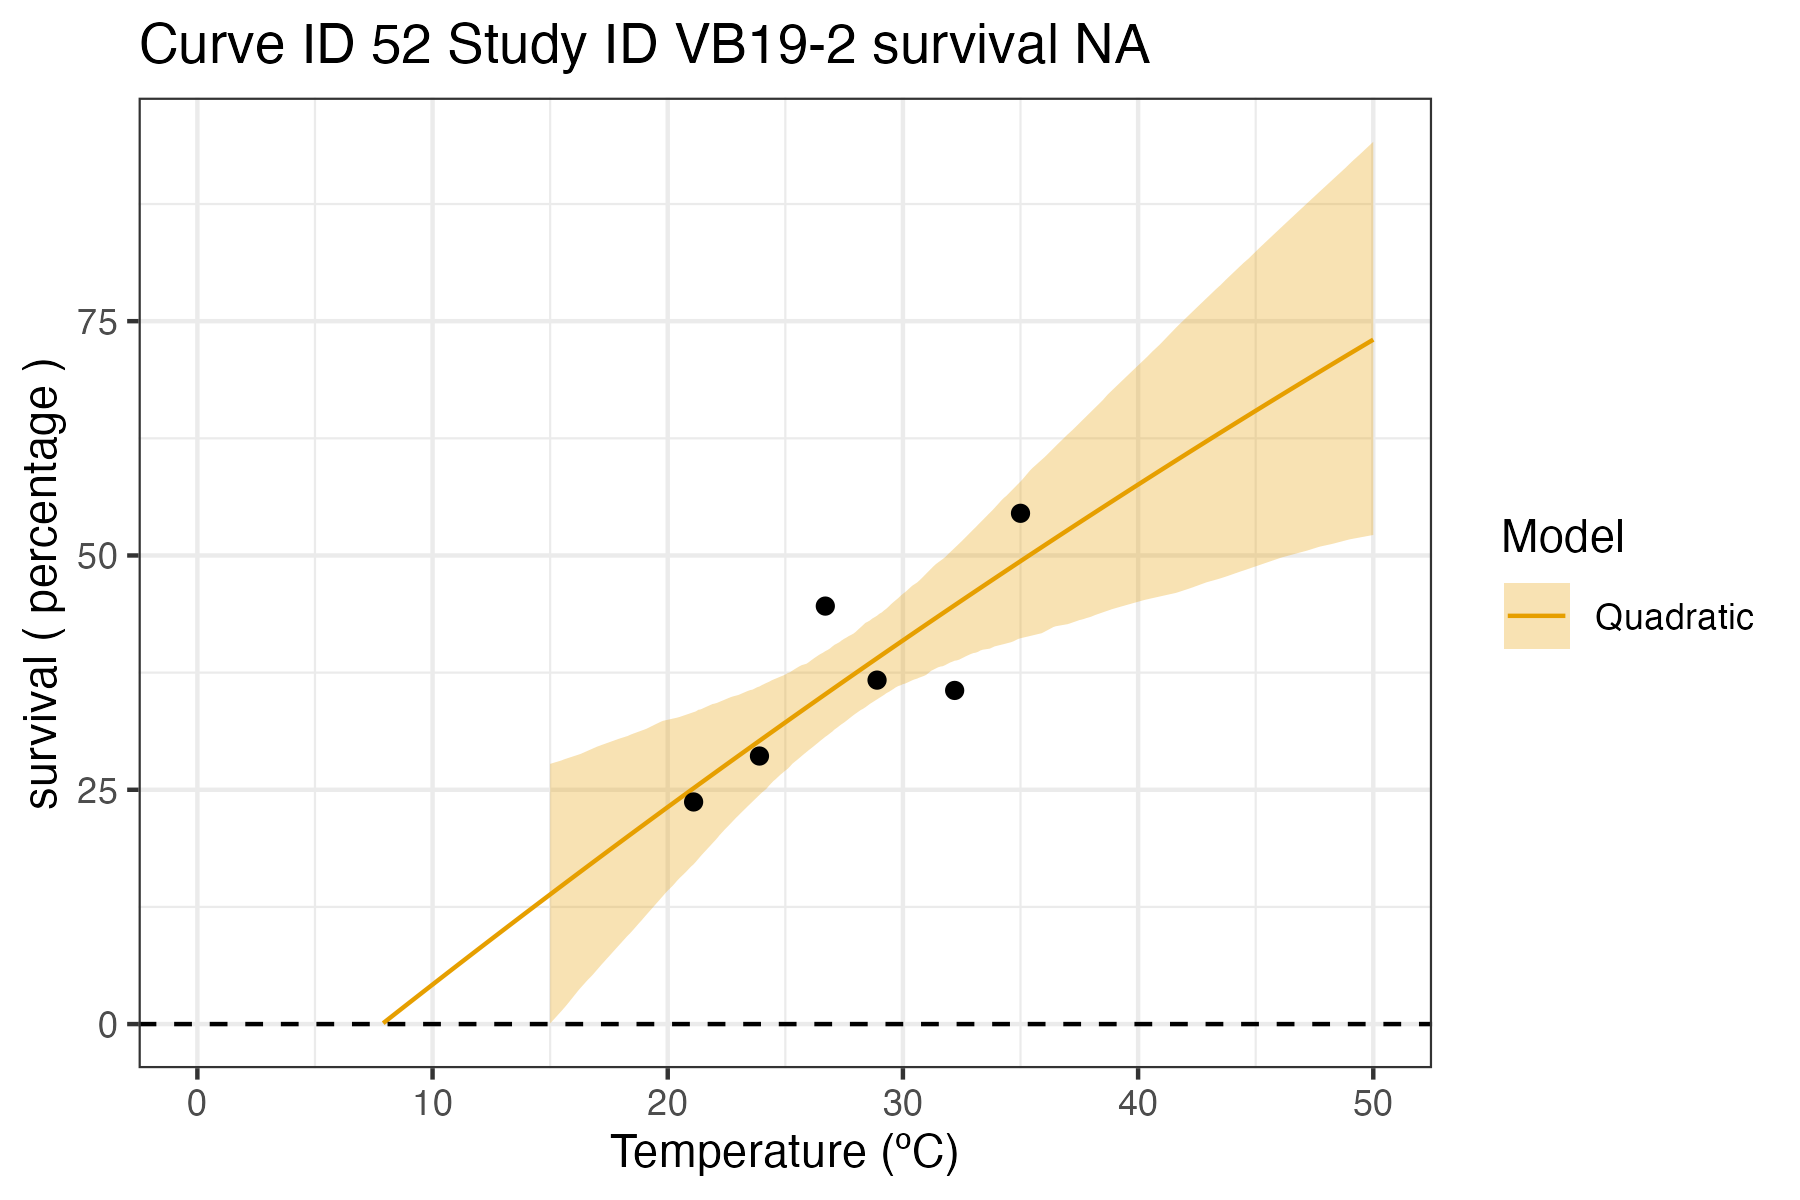 Curve ID 52 Study ID VB19-2 survival NA
survival ( percentage )
75
50
25
0
0 10 20 30 40 50
Temperature (ºC)
Model
Quadratic